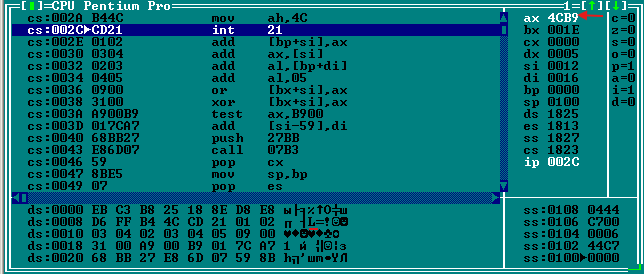 [■]=CPU Pentium Pro 1=[↑][↓]
cs:002A B44C mov ah,4C
cs:002C▶CD21 int 21
cs:002E 0102 add [bp+si],ax
cs:0030 0304 add ax,[si]
cs:0032 0203 add al,[bp+di]
cs:0034 0405 add al,05
cs:0036 0900 or [bx+si],ax
cs:0038 3100 xor [bx+si],ax
cs:003A A900B9 test ax,B900
cs:003D 017CA7 add [si-59],di
cs:0040 68BB27 push 27BB
cs:0043 E86D07 call 07B3
cs:0046 59 pop cx
cs:0047 8BE5 mov sp,bp
cs:0049 07 pop es
ax 4CB9 c=0
bx 001E z=0
cx 0000 s=0
dx 0005 o=0
si 0012 p=1
di 0016 a=0
bp 0000 i=1
sp 0100 d=0
ds 1825
es 1813
ss 1827
cs 1823
ip 002C
ds:0000 EB C3 B8 25 18 8E D8 E8
ds:0008 D6 FF B4 4C CD 21 01 02
ds:0010 03 04 02 03 04 05 09 00
ds:0018 31 00 A9 00 B9 01 7C A7
ds:0020 68 BB 27 E8 6D 07 59 8B
ss:0108 0444
ss:0106 C700
ss:0104 0006
ss:0102 44C7
ss:0100▶0000